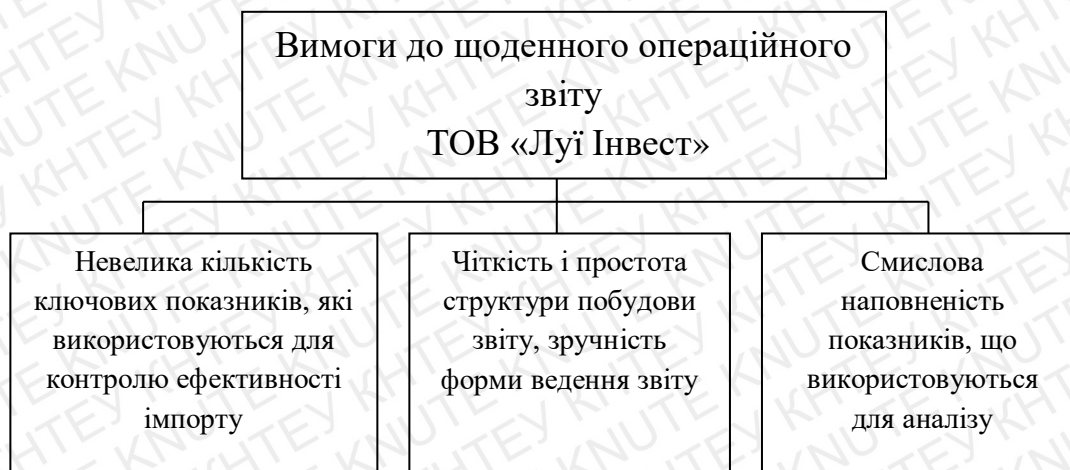 Вимоги до щоденного операційного
звіту
ТОВ «Луї Інвест»
Невелика кількість
ключових показників, які
використовуються для
контролю ефективності
імпорту
Чіткість і простота
структури побудови
звіту, зручність
форми ведення звіту
Смислова
наповненість
показників, що
використовуються
для аналізу